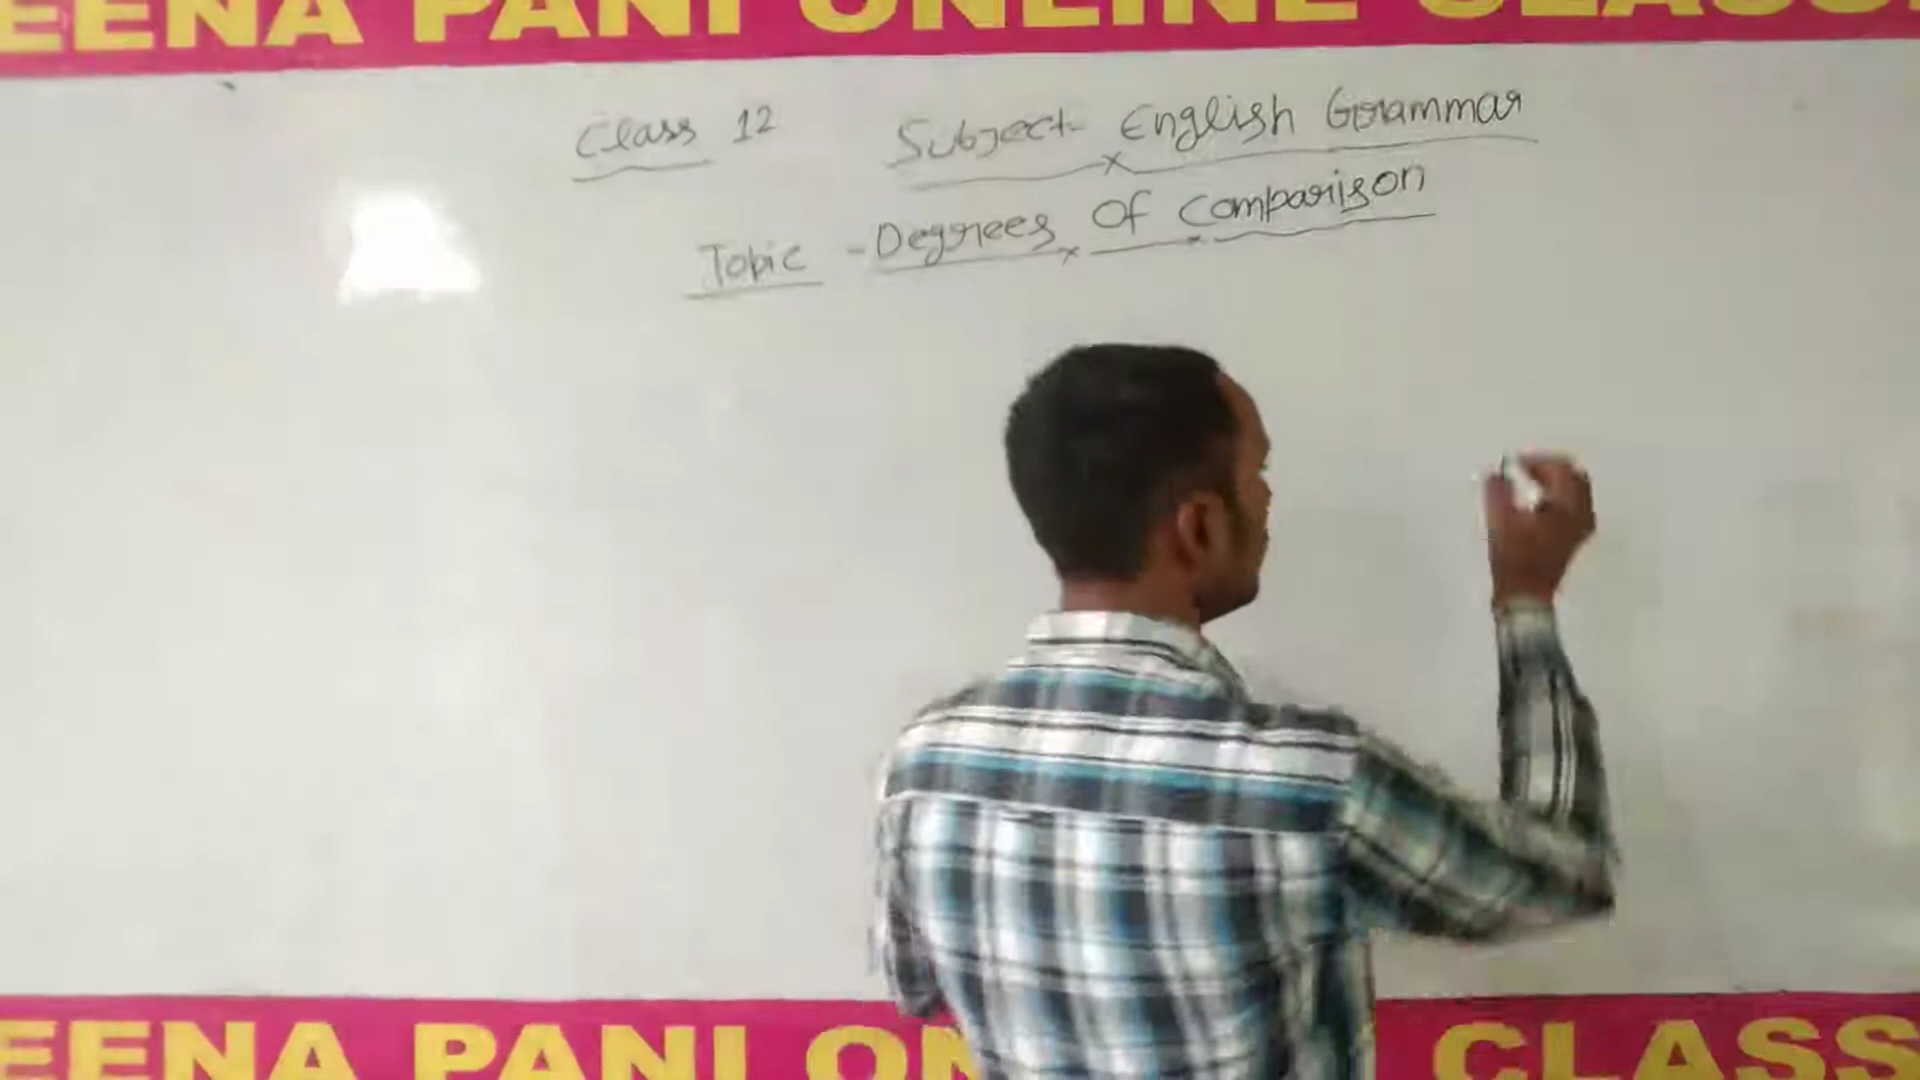 EENA PANI ONLINE CLASS
Class 12 Subject- English Grammar
Topic - Degrees of Comparison
EENA PANI ON CLASS